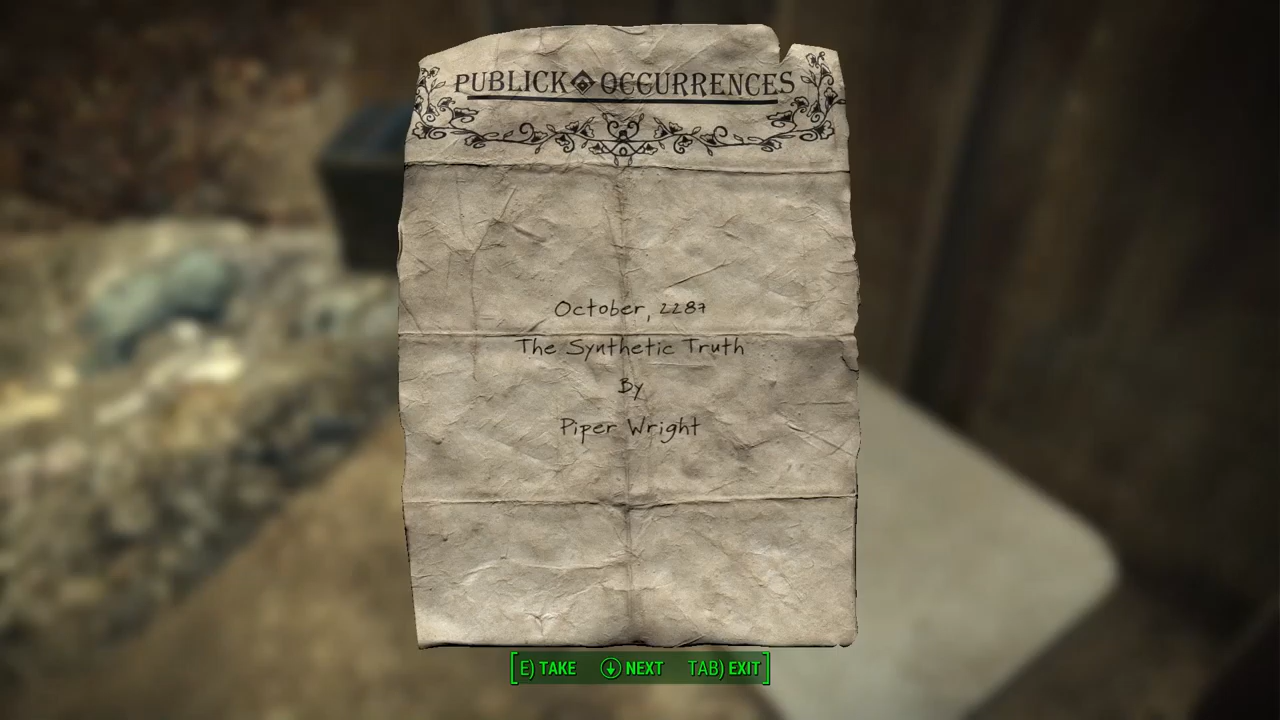 PUBLICK OCCURRENCES
October, 2287
The Synthetic Truth
By
Piper Wright
E) TAKE NEXT TAB) EXIT